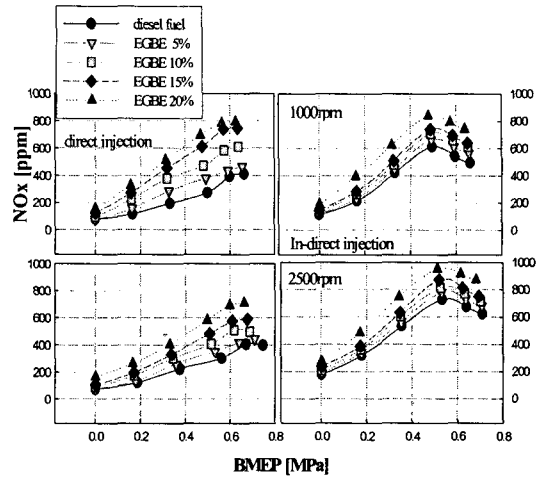 diesel fuel
EGBE 5%
EGBE 10%
EGBE 15%
EGBE 20%
1000
800
600
400
200
0
direct injection
1000rpm
1000
800
600
400
200
0
In-direct injection
NOx [ppm]
1000
800
600
400
200
0
2500rpm
1000
800
600
400
200
0
0.0 0.2 0.4 0.6 0.8
0.0 0.2 0.4 0.6 0.8
BMEP [MPa]